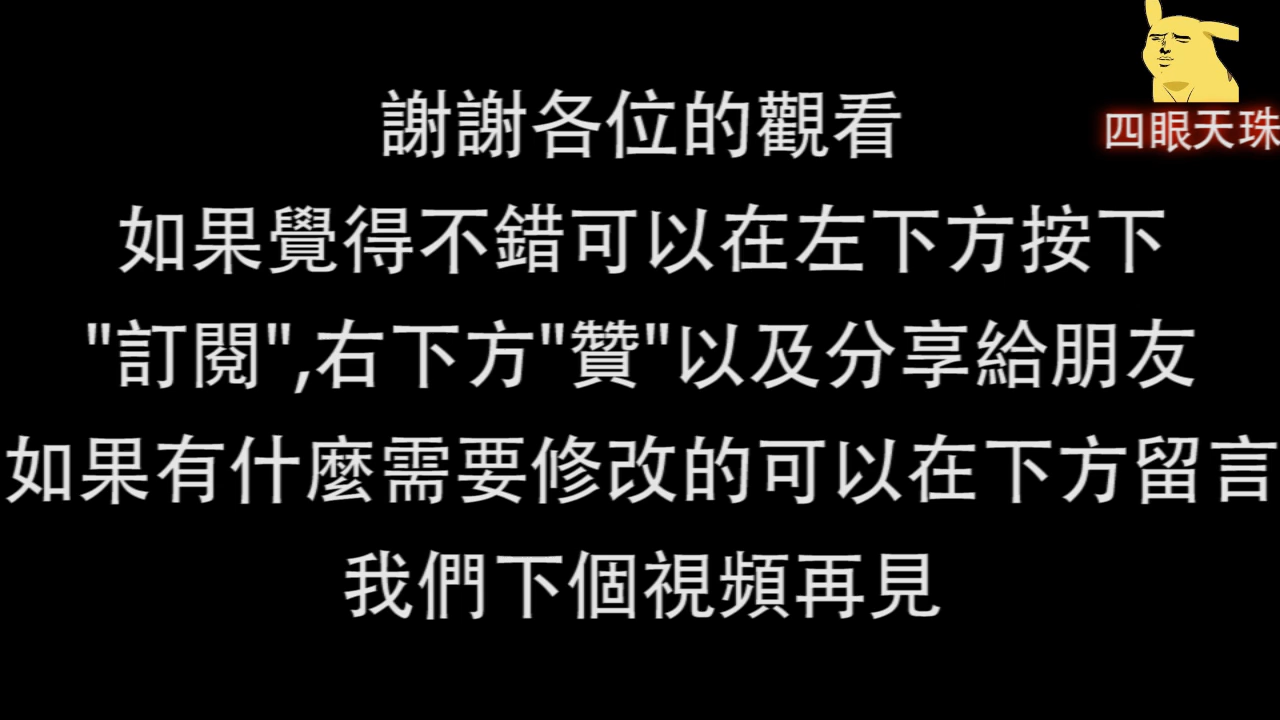 謝謝各位的觀看
四眼天珠
如果覺得不錯可以在左下方按下
"訂閱",右下方"贊"以及分享給朋友
如果有什麼需要修改的可以在下方留言
我們下個視頻再見